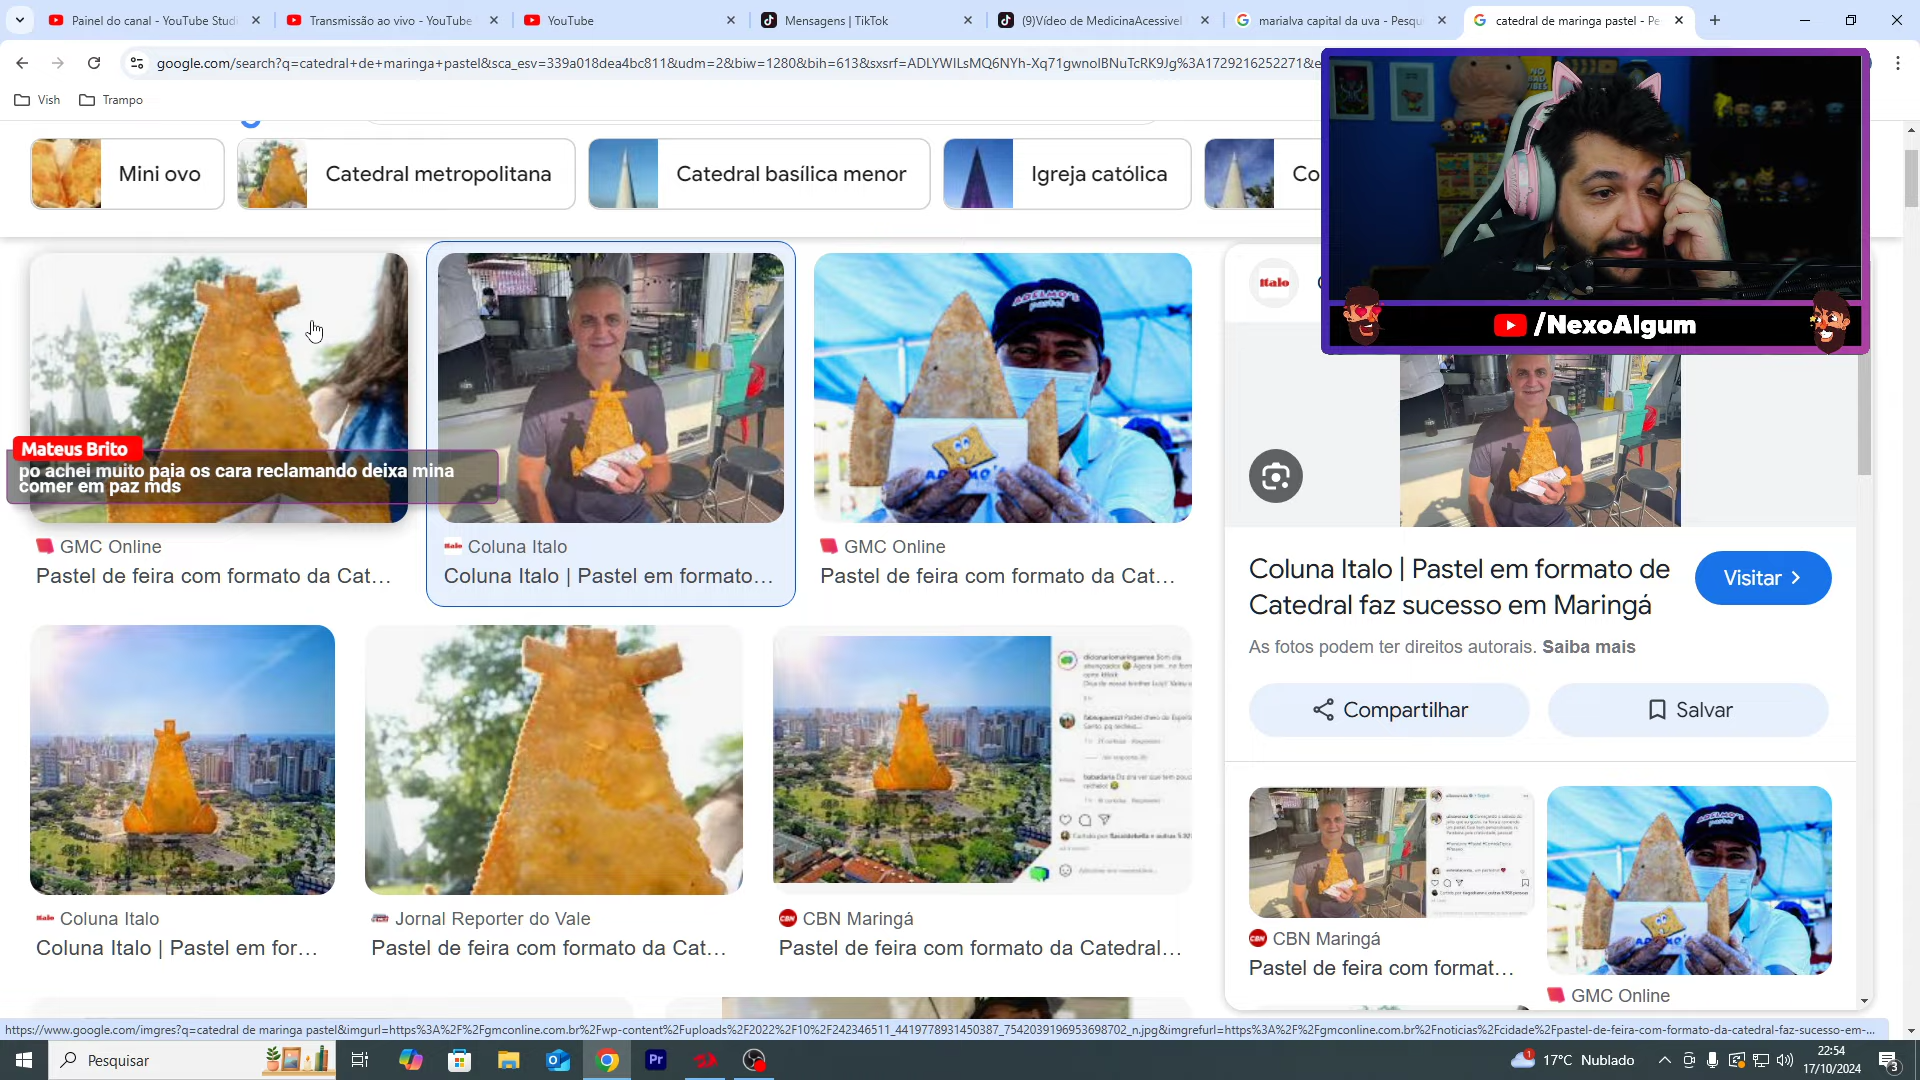 Painel do canal - YouTube Stud
Transmissão ao vivo - YouTube
YouTube
Mensagens | TikTok
(9)Vídeo de MedicinaAcessivel
marialva capital da uva - Pesqu
catedral de maringa pastel - Pe
google.com/search?q=catedral+de+maringa+pastel&sca_esv=339a018dea4bc811&udm=2&biw=1280&bih=613&sxsrf=ADLYWILsMQ6NYh-Xq71gwnolBNuTcRK9Jg%3A1729216252271&e
Vish
Trampo
Mini ovo
Catedral metropolitana
Catedral basílica menor
Igreja católica
Co
/NexoAlgum
Italo
ADELMO'S
pastel
Mateus Brito
po achei muito paia os cara reclamando deixa mina
comer em paz mds
GMC Online
Pastel de feira com formato da Cat...
Coluna Italo
Coluna Italo | Pastel em formato...
GMC Online
Pastel de feira com formato da Cat...
Coluna Italo | Pastel em formato de
Catedral faz sucesso em Maringá
Visitar
As fotos podem ter direitos autorais. Saiba mais
Compartilhar
Salvar
Coluna Italo
Coluna Italo | Pastel em for...
Jornal Reporter do Vale
Pastel de feira com formato da Cat...
CBN Maringá
Pastel de feira com formato da Catedral...
CBN Maringá
Pastel de feira com format...
GMC Online
https://www.google.com/imgres?q=catedral de maringa pastel&imgurl=https%3A%2F%2Fgmconline.com.br%2Fwp-content%2Fuploads%2F2022%2F10%2F242346511_4419778931450387_7542039196953698702_n.jpg&imgrefurl=https%3A%2F%2Fgmconline.com.br%2Fnoticias%2Fcidade%2Fpastel-de-feira-com-formato-da-catedral-faz-sucesso-em-...
Pesquisar
17°C Nublado
22:54
17/10/2024
3